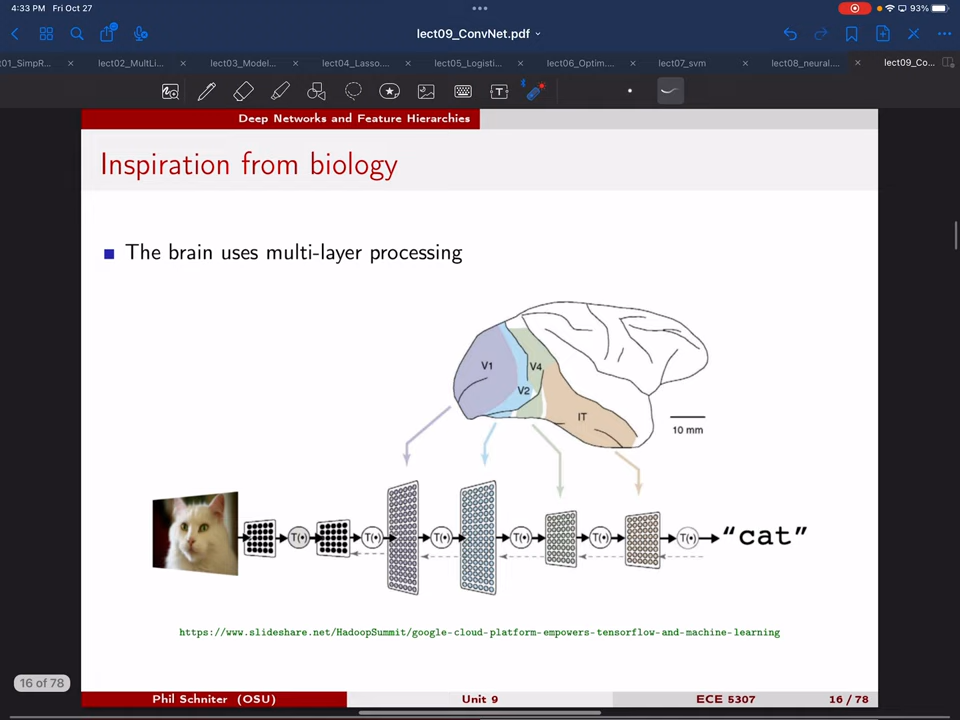 4:33 PM Fri Oct 27
93%
lect09_ConvNet.pdf
01_SimpR...
lect02_MultLi...
lect03_Model...
lect04_Lasso....
lect05_Logisti...
lect06_Optim....
lect07_svm
lect08_neural....
lect09_Co...
Deep Networks and Feature Hierarchies
Inspiration from biology
The brain uses multi-layer processing
V1
V4
V2
IT
10 mm
T(•) T(•) T(•) T(•) T(•) T(•) "cat"
https://www.slideshare.net/HadoopSummit/google-cloud-platform-empowers-tensorflow-and-machine-learning
16 of 78
Phil Schniter (OSU) Unit 9 ECE 5307 16 / 78